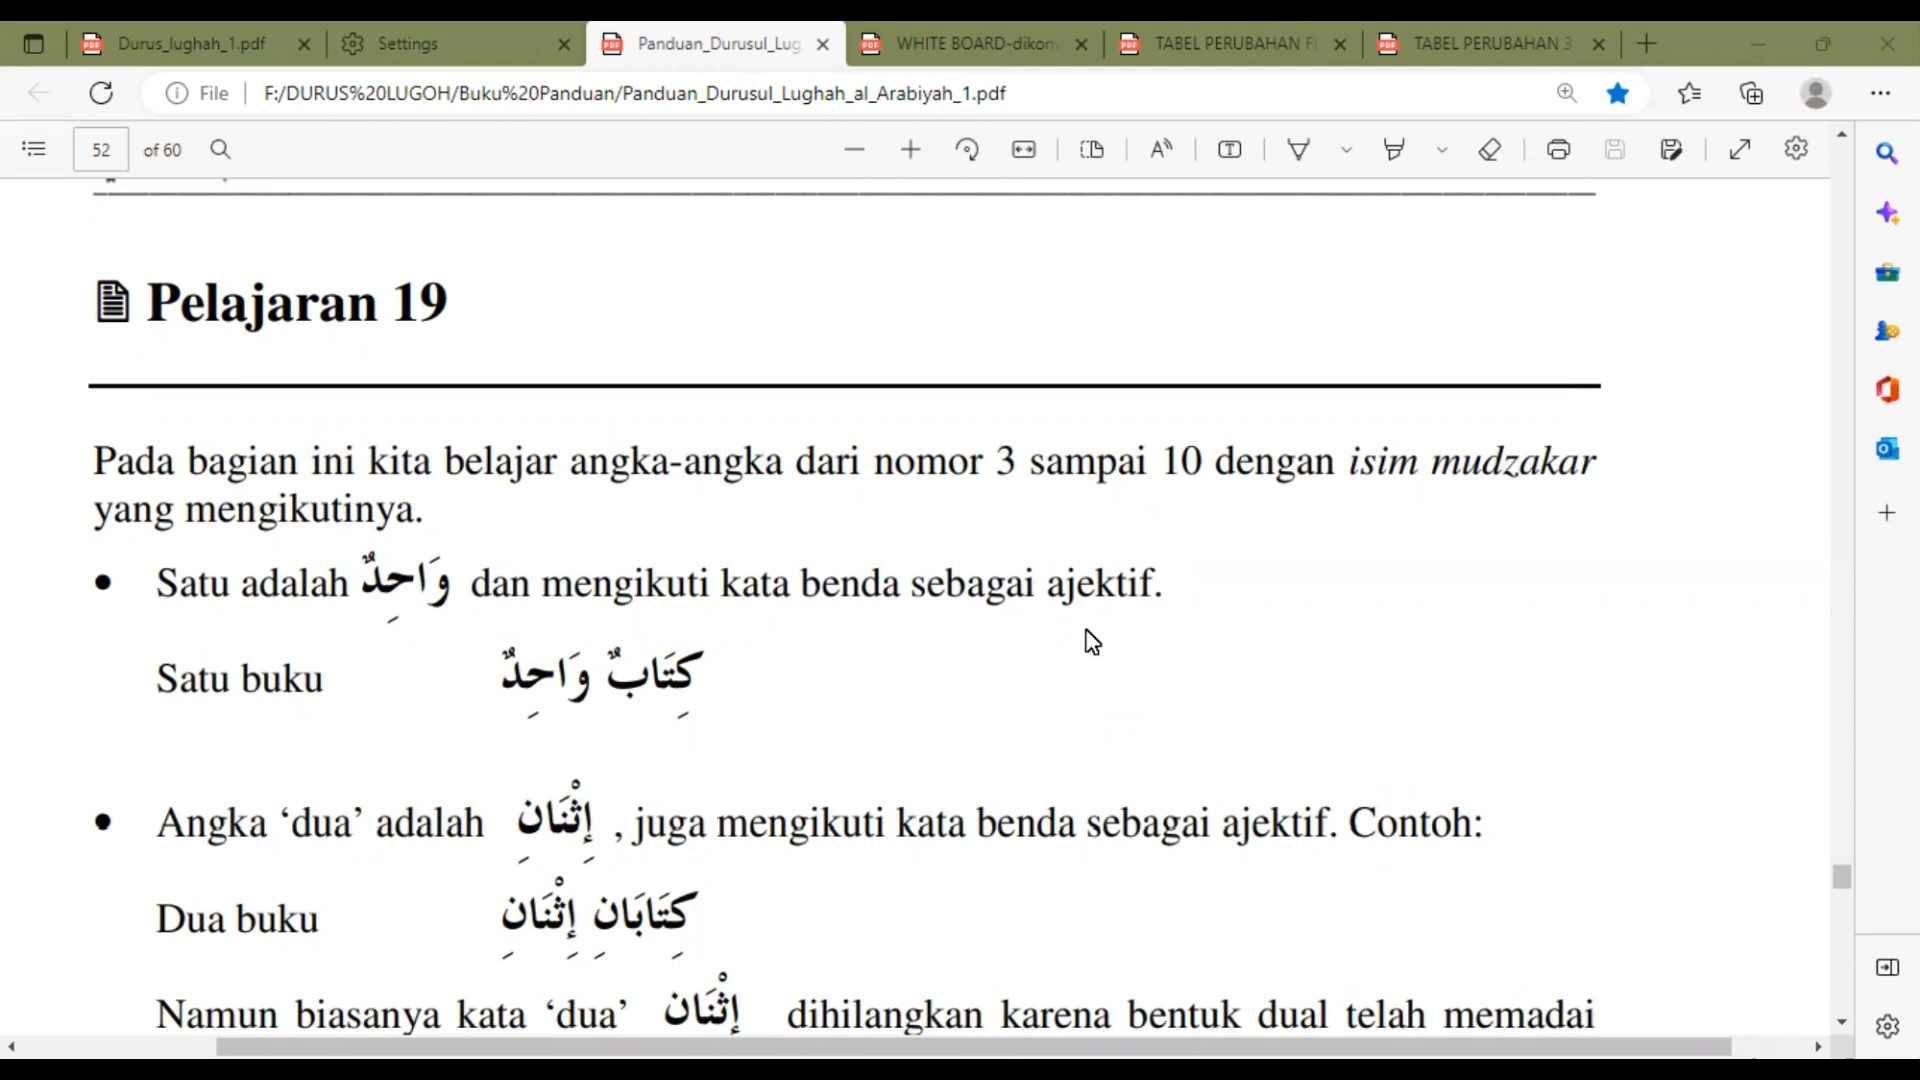 Durus_lughah_1.pdf
Settings
Panduan_Durusul_Lug
WHITE BOARD-dikon
TABEL PERUBAHAN FI
TABEL PERUBAHAN 3
File
F:/DURUS%20LUGOH/Buku%20Panduan/Panduan_Durusul_Lughah_al_Arabiyah_1.pdf
52 of 60
Pelajaran 19
Pada bagian ini kita belajar angka-angka dari nomor 3 sampai 10 dengan isim mudzakar
yang mengikutinya.
• Satu adalah وَاحِدٌ dan mengikuti kata benda sebagai ajektif.
Satu buku كِتَابٌ وَاحِدٌ
• Angka ‘dua’ adalah إِثْنَانِ , juga mengikuti kata benda sebagai ajektif. Contoh:
Dua buku كِتَابَانِ إِثْنَانِ
Namun biasanya kata ‘dua’ إِثْنَان dihilangkan karena bentuk dual telah memadai